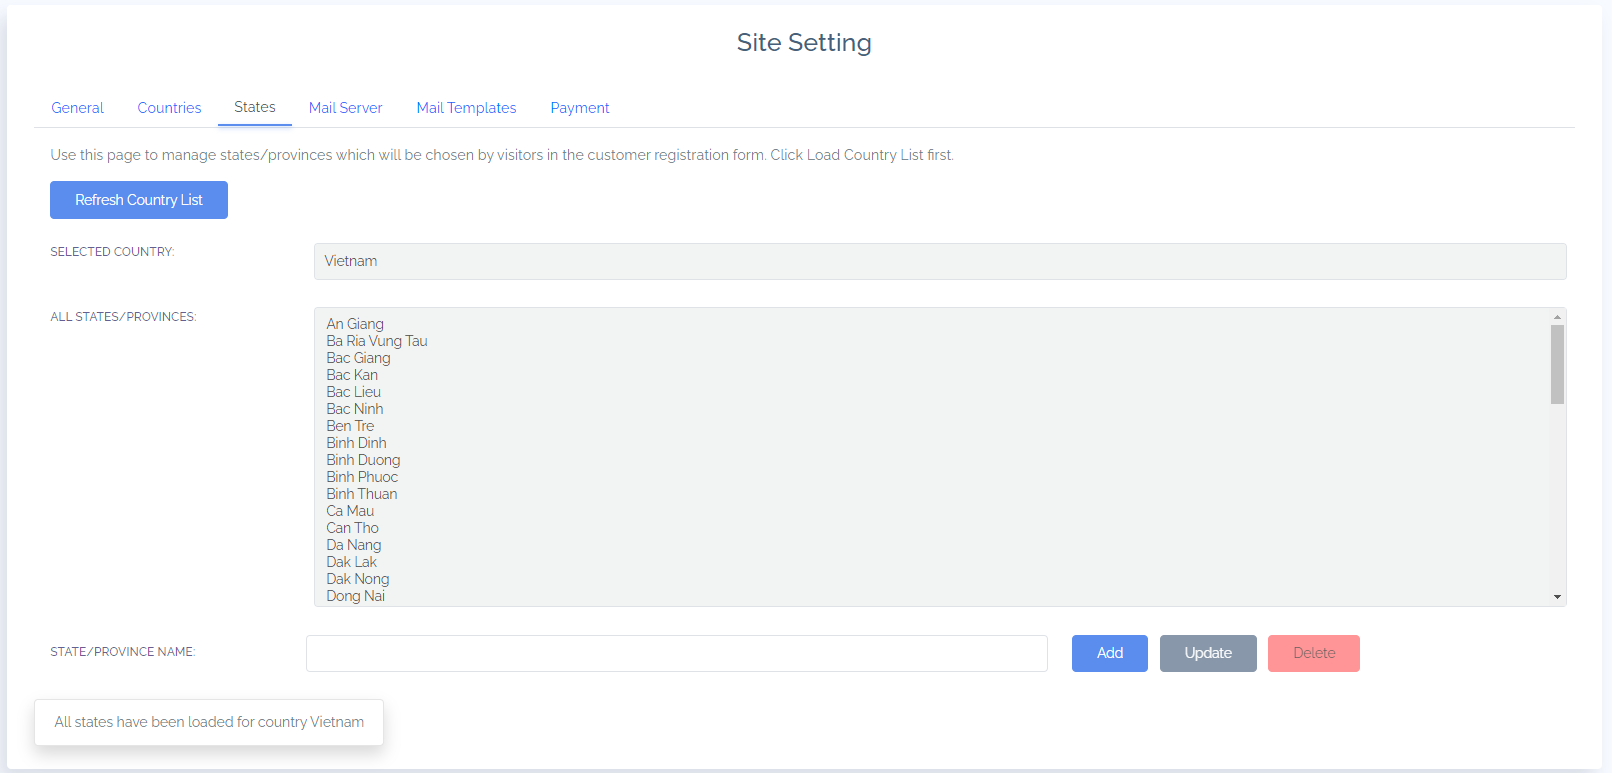 Site Setting
General Countries States Mail Server Mail Templates Payment
Use this page to manage states/provinces which will be chosen by visitors in the customer registration form. Click Load Country List first.
Refresh Country List
SELECTED COUNTRY:
Vietnam
ALL STATES/PROVINCES:
An Giang
Ba Ria Vung Tau
Bac Giang
Bac Kan
Bac Lieu
Bac Ninh
Ben Tre
Binh Dinh
Binh Duong
Binh Phuoc
Binh Thuan
Ca Mau
Can Tho
Da Nang
Dak Lak
Dak Nong
Dong Nai
STATE/PROVINCE NAME:
Add Update Delete
All states have been loaded for country Vietnam